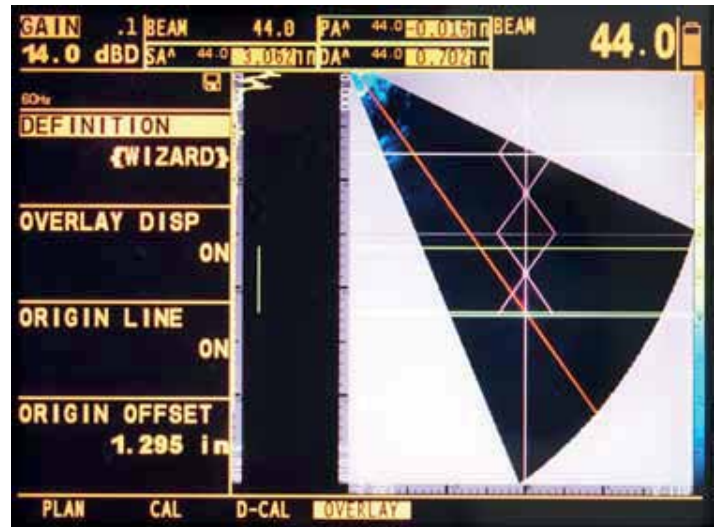 GAIN .1 BEAM 44.0 PA^ 44.0 -0.016in BEAM 44.0
14.0 dBD SA^ 44.0 3.062in DA^ 44.0 0.702in
60Hz
DEFINITION
{WIZARD}
OVERLAY DISP
ON
ORIGIN LINE
ON
ORIGIN OFFSET
1.295 in
PLAN CAL D-CAL OVERLAY